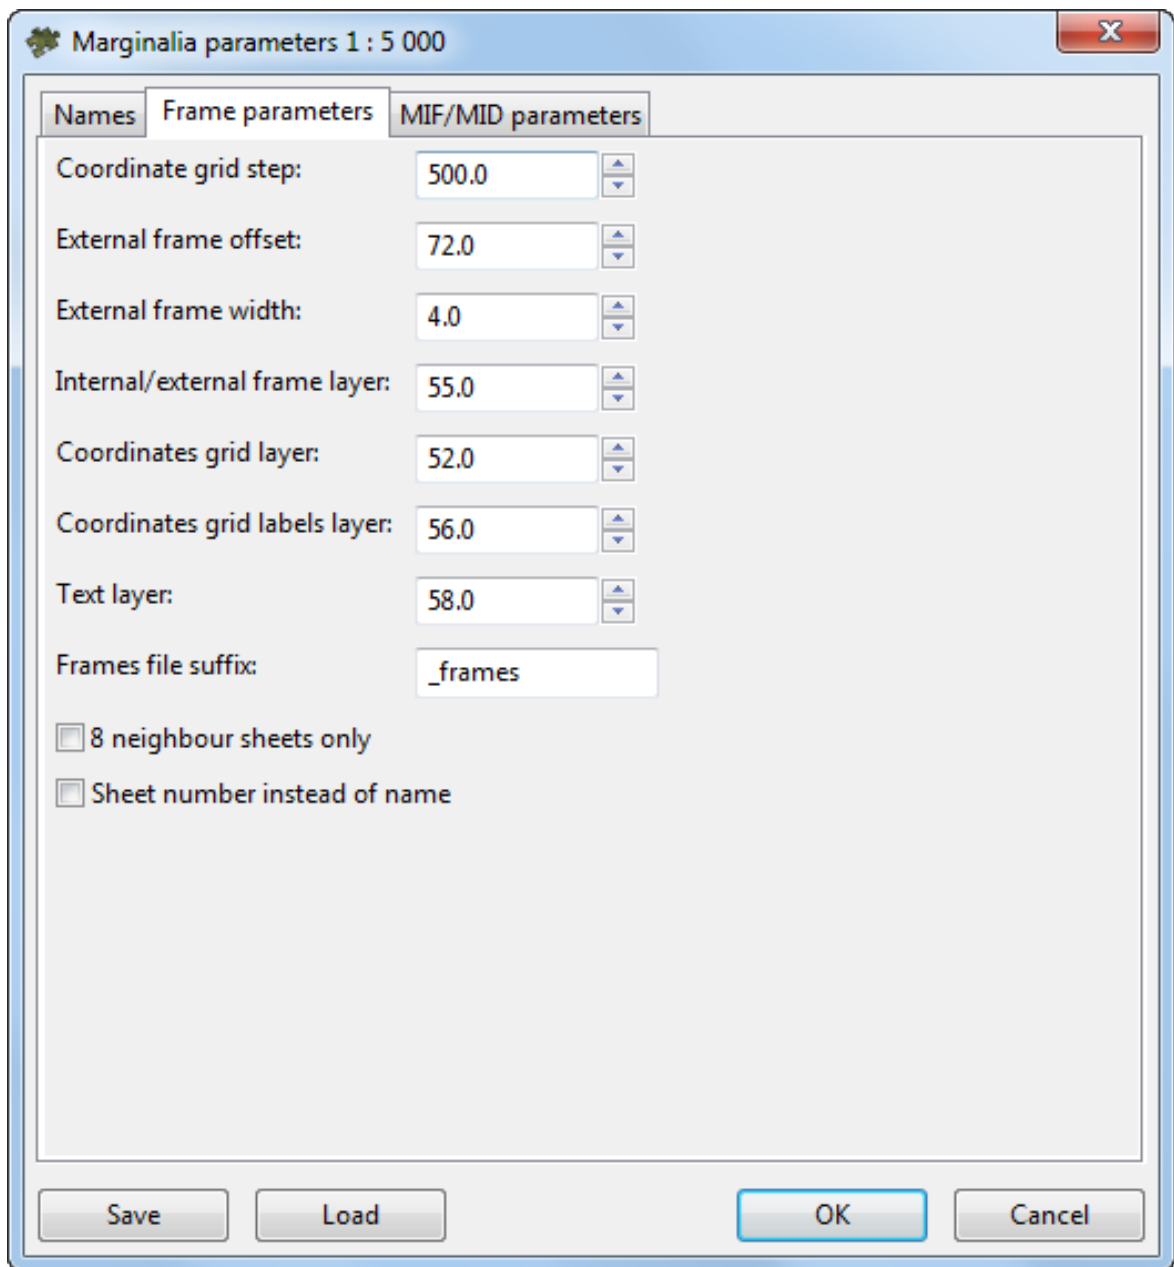 Marginalia parameters 1 : 5 000
Names Frame parameters MIF/MID parameters
Coordinate grid step: 500.0
External frame offset: 72.0
External frame width: 4.0
Internal/external frame layer: 55.0
Coordinates grid layer: 52.0
Coordinates grid labels layer: 56.0
Text layer: 58.0
Frames file suffix: _frames
8 neighbour sheets only
Sheet number instead of name
Save Load OK Cancel